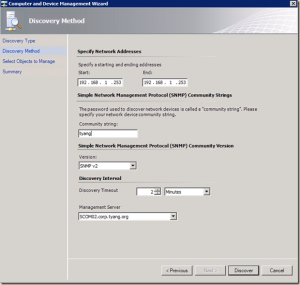 Computer and Device Management Wizard
Discovery Method
Discovery Type
Discovery Method
Select Objects to Manage
Summary
Specify Network Addresses
Specify a starting and ending addresses
Start: End:
192 . 168 . 1 . 253 192 . 168 . 1 . 253
Simple Network Management Protocol (SNMP) Community Strings
The password used to discover network devices is called a "community string". Please
specify your network device community string.
Community string:
tyang
Simple Network Management Protocol (SNMP) Community Version
Version:
SNMP v2
Discovery Interval
Discovery Timeout 2 Minutes
Management Server
SCOM02.corp.tyang.org
< Previous Next Discover Cancel